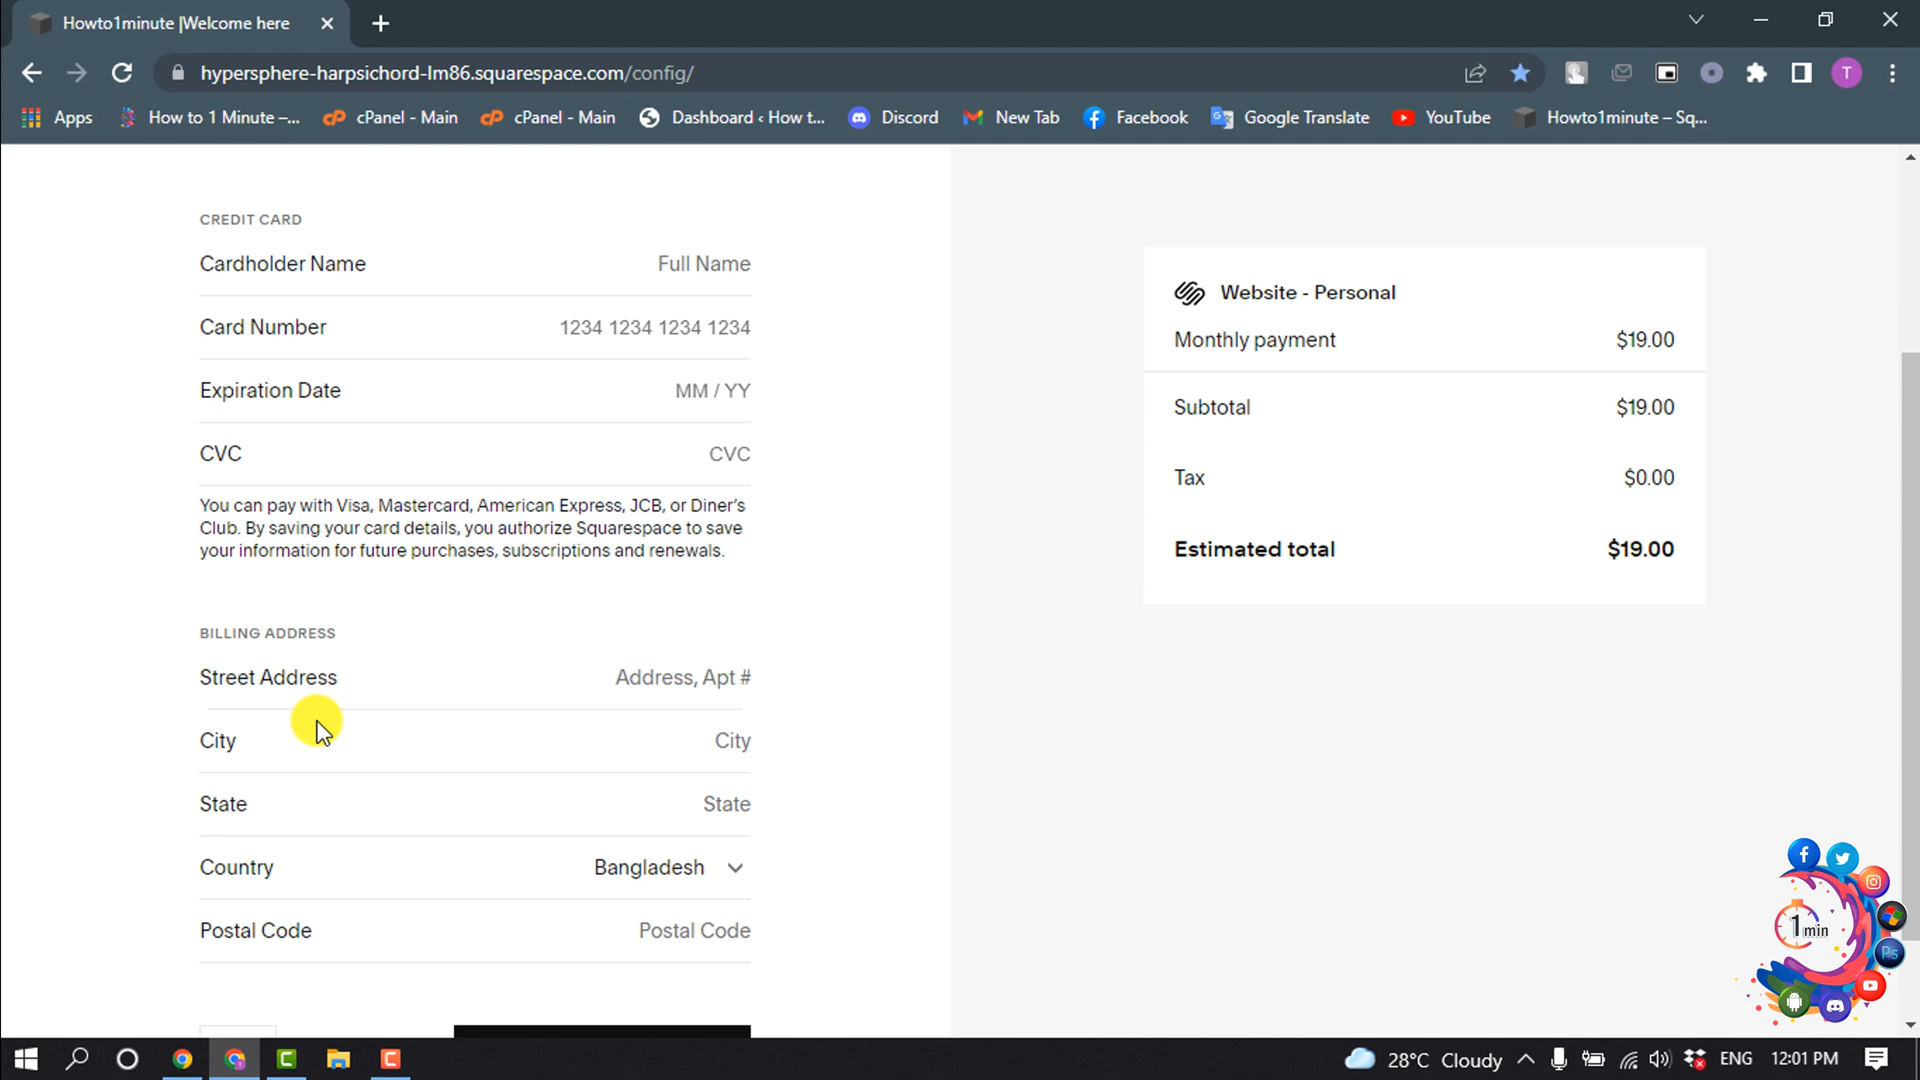 Howto1minute |Welcome here
hypersphere-harpsichord-lm86.squarespace.com/config/
T
Apps
How to 1 Minute –...
cPanel - Main
cPanel - Main
Dashboard ‹ How t...
Discord
New Tab
Facebook
Google Translate
YouTube
Howto1minute – Sq...
CREDIT CARD
Cardholder Name Full Name
Card Number 1234 1234 1234 1234
Expiration Date MM / YY
CVC CVC
You can pay with Visa, Mastercard, American Express, JCB, or Diner's
Club. By saving your card details, you authorize Squarespace to save
your information for future purchases, subscriptions and renewals.
BILLING ADDRESS
Street Address Address, Apt #
City City
State State
Country Bangladesh
Postal Code Postal Code
Website - Personal
Monthly payment $19.00
Subtotal $19.00
Tax $0.00
Estimated total $19.00
1 min
Ps
28°C Cloudy
ENG
12:01 PM